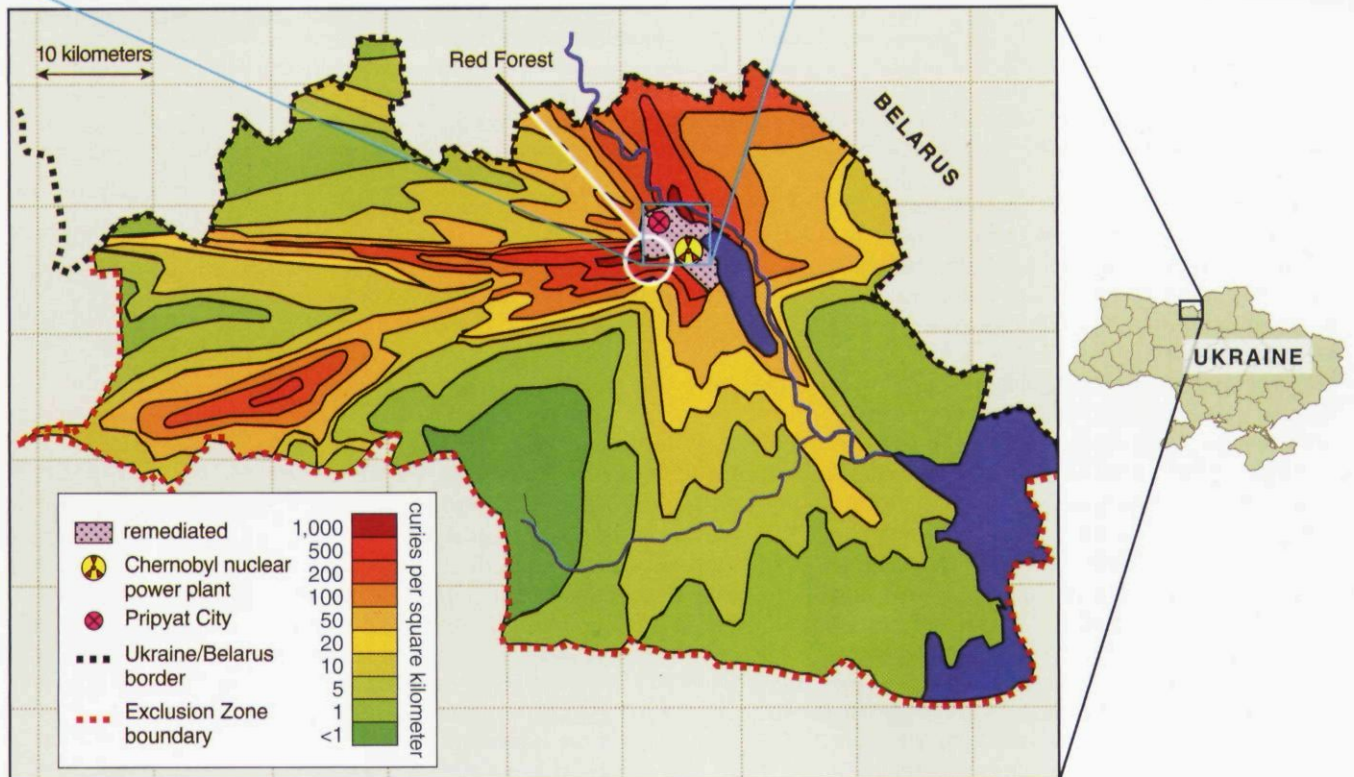 10 kilometers
Red Forest
BELARUS
UKRAINE
remediated
Chernobyl nuclear
power plant
Pripyat City
Ukraine/Belarus
border
Exclusion Zone
boundary
1,000
500
200
100
50
20
10
5
1
<1
curies per square kilometer